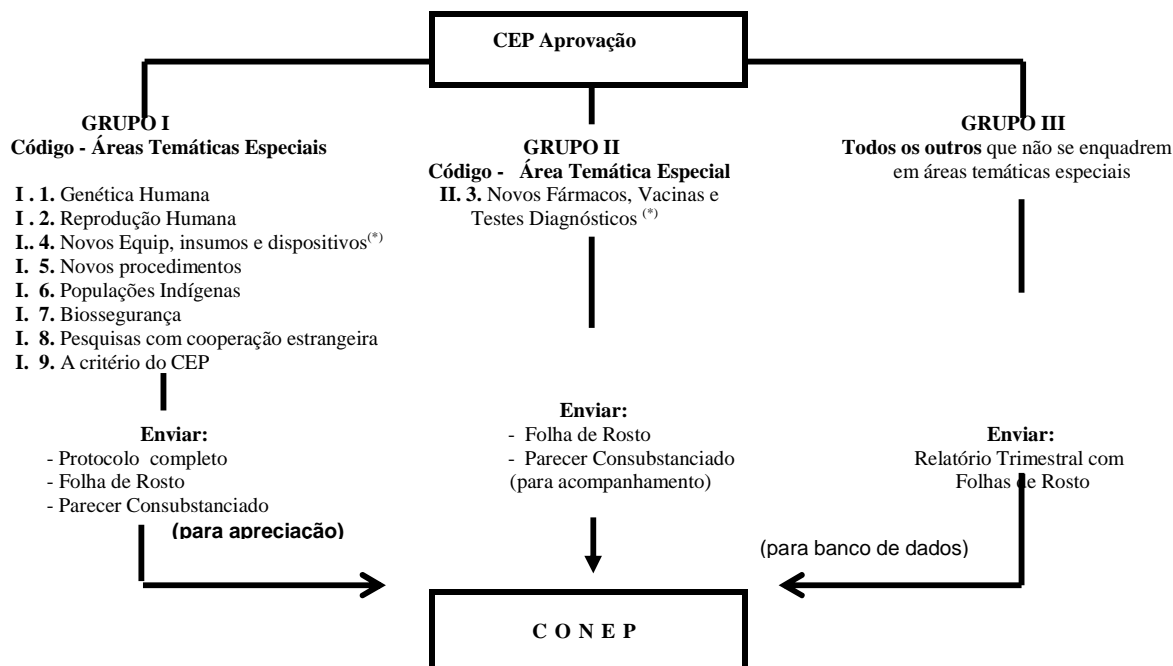 CEP Aprovação
GRUPO I
Código - Áreas Temáticas Especiais
I . 1. Genética Humana
I . 2. Reprodução Humana
I.. 4. Novos Equip, insumos e dispositivos(*)
I. 5. Novos procedimentos
I. 6. Populações Indígenas
I. 7. Biossegurança
I. 8. Pesquisas com cooperação estrangeira
I. 9. A critério do CEP
Enviar:
- Protocolo completo
- Folha de Rosto
- Parecer Consubstanciado
(para apreciação)
GRUPO II
Código - Área Temática Especial
II. 3. Novos Fármacos, Vacinas e
Testes Diagnósticos (*)
Enviar:
- Folha de Rosto
- Parecer Consubstanciado
(para acompanhamento)
GRUPO III
Todos os outros que não se enquadrem
em áreas temáticas especiais
Enviar:
Relatório Trimestral com
Folhas de Rosto
(para banco de dados)
C O N E P